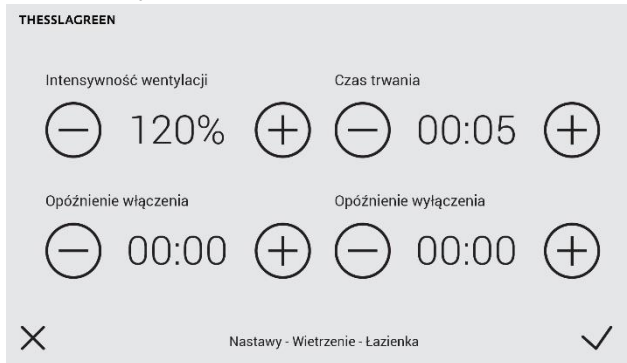 THESSLAGREEN
Intensywność wentylacji Czas trwania
120% 00:05
Opóźnienie włączenia Opóźnienie wyłączenia
00:00 00:00
Nastawy - Wietrzenie - Łazienka